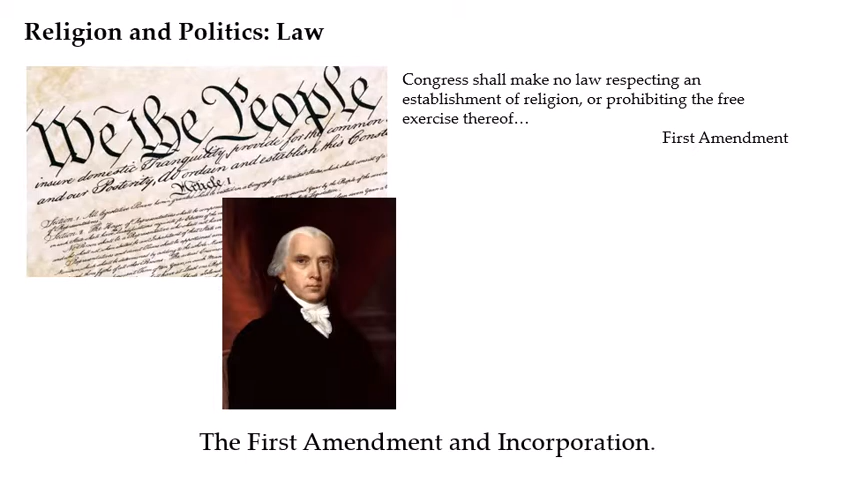 Religion and Politics: Law
We the People
insure domestic Tranquility, provide for the common
and our Posterity, do ordain and establish this Const
Article 1
Congress shall make no law respecting an
establishment of religion, or prohibiting the free
exercise thereof…
First Amendment
The First Amendment and Incorporation.